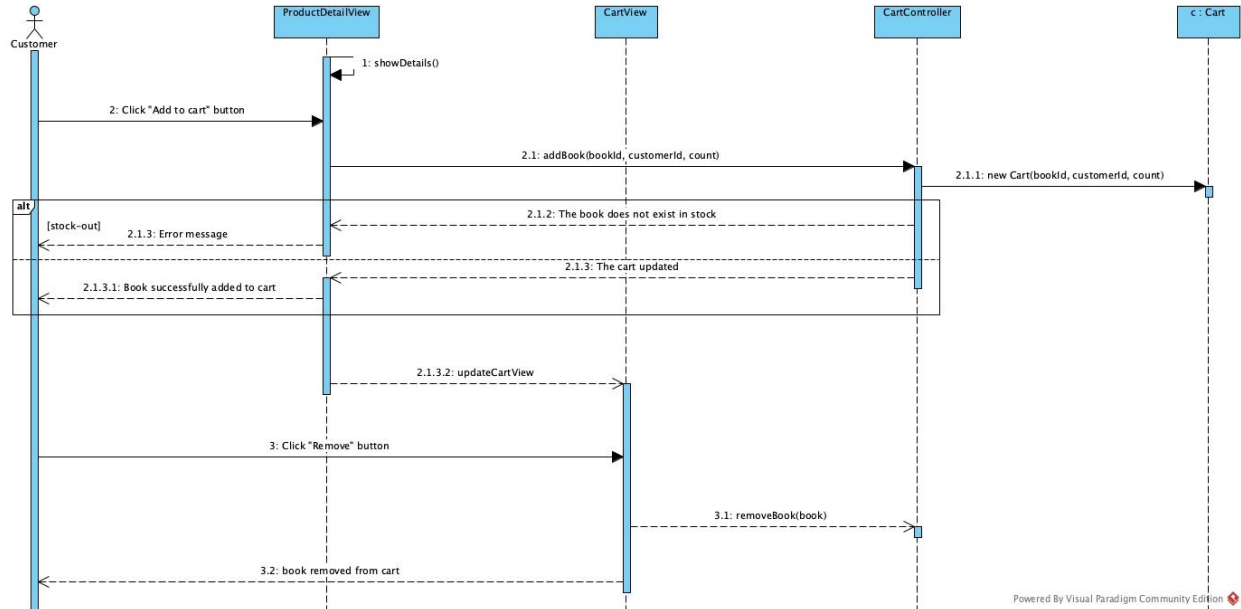 ProductDetailView
CartView
CartController
c : Cart
Customer
1: showDetails()
2: Click "Add to cart" button
2.1: addBook(bookId, customerId, count)
2.1.1: new Cart(bookId, customerId, count)
alt
2.1.2: The book does not exist in stock
[stock-out]
2.1.3: Error message
2.1.3: The cart updated
2.1.3.1: Book successfully added to cart
2.1.3.2: updateCartView
3: Click "Remove" button
3.1: removeBook(book)
3.2: book removed from cart
Powered By Visual Paradigm Community Edition